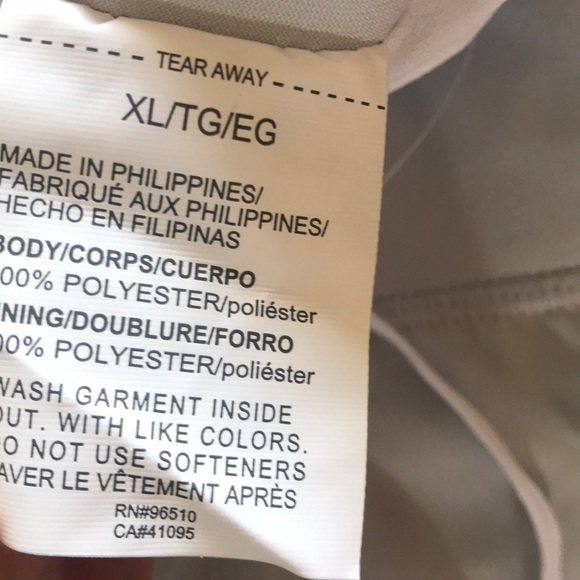 TEAR AWAY
XL/TG/EG
MADE IN PHILIPPINES/
FABRIQUÉ AUX PHILIPPINES/
HECHO EN FILIPINAS
BODY/CORPS/CUERPO
00% POLYESTER/poliéster
NING/DOUBLURE/FORRO
00% POLYESTER/poliéster
WASH GARMENT INSIDE
OUT. WITH LIKE COLORS.
DO NOT USE SOFTENERS
AVER LE VÊTEMENT APRÈS
RN#96510
CA#41095